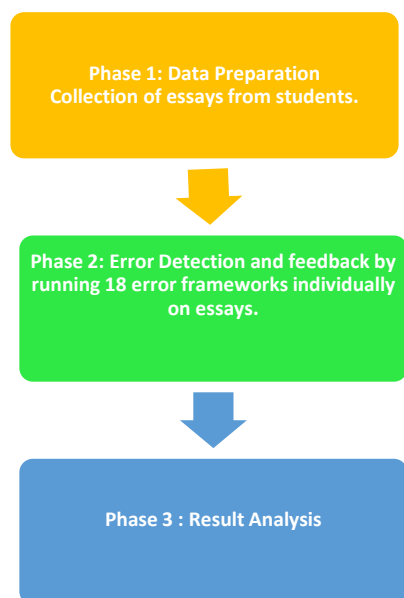 Phase 1: Data Preparation
Collection of essays from students.
Phase 2: Error Detection and feedback by
running 18 error frameworks individually
on essays.
Phase 3 : Result Analysis